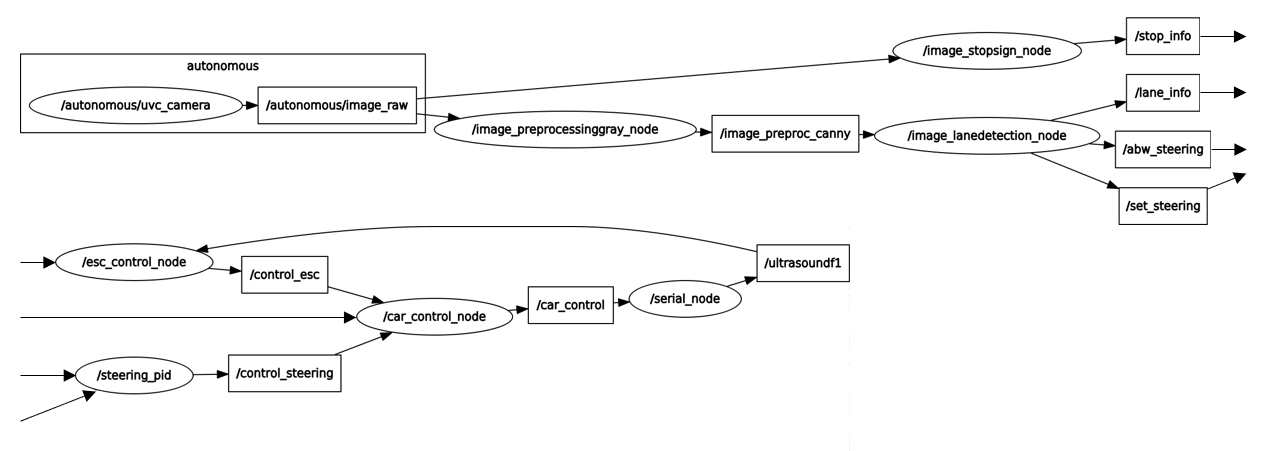 autonomous
/autonomous/uvc_camera
/autonomous/image_raw
/image_stopsign_node
/stop_info
/image_preprocessinggray_node
/image_preproc_canny
/image_lanedetection_node
/lane_info
/abw_steering
/set_steering
/esc_control_node
/control_esc
/car_control_node
/car_control
/serial_node
/ultrasoundf1
/steering_pid
/control_steering